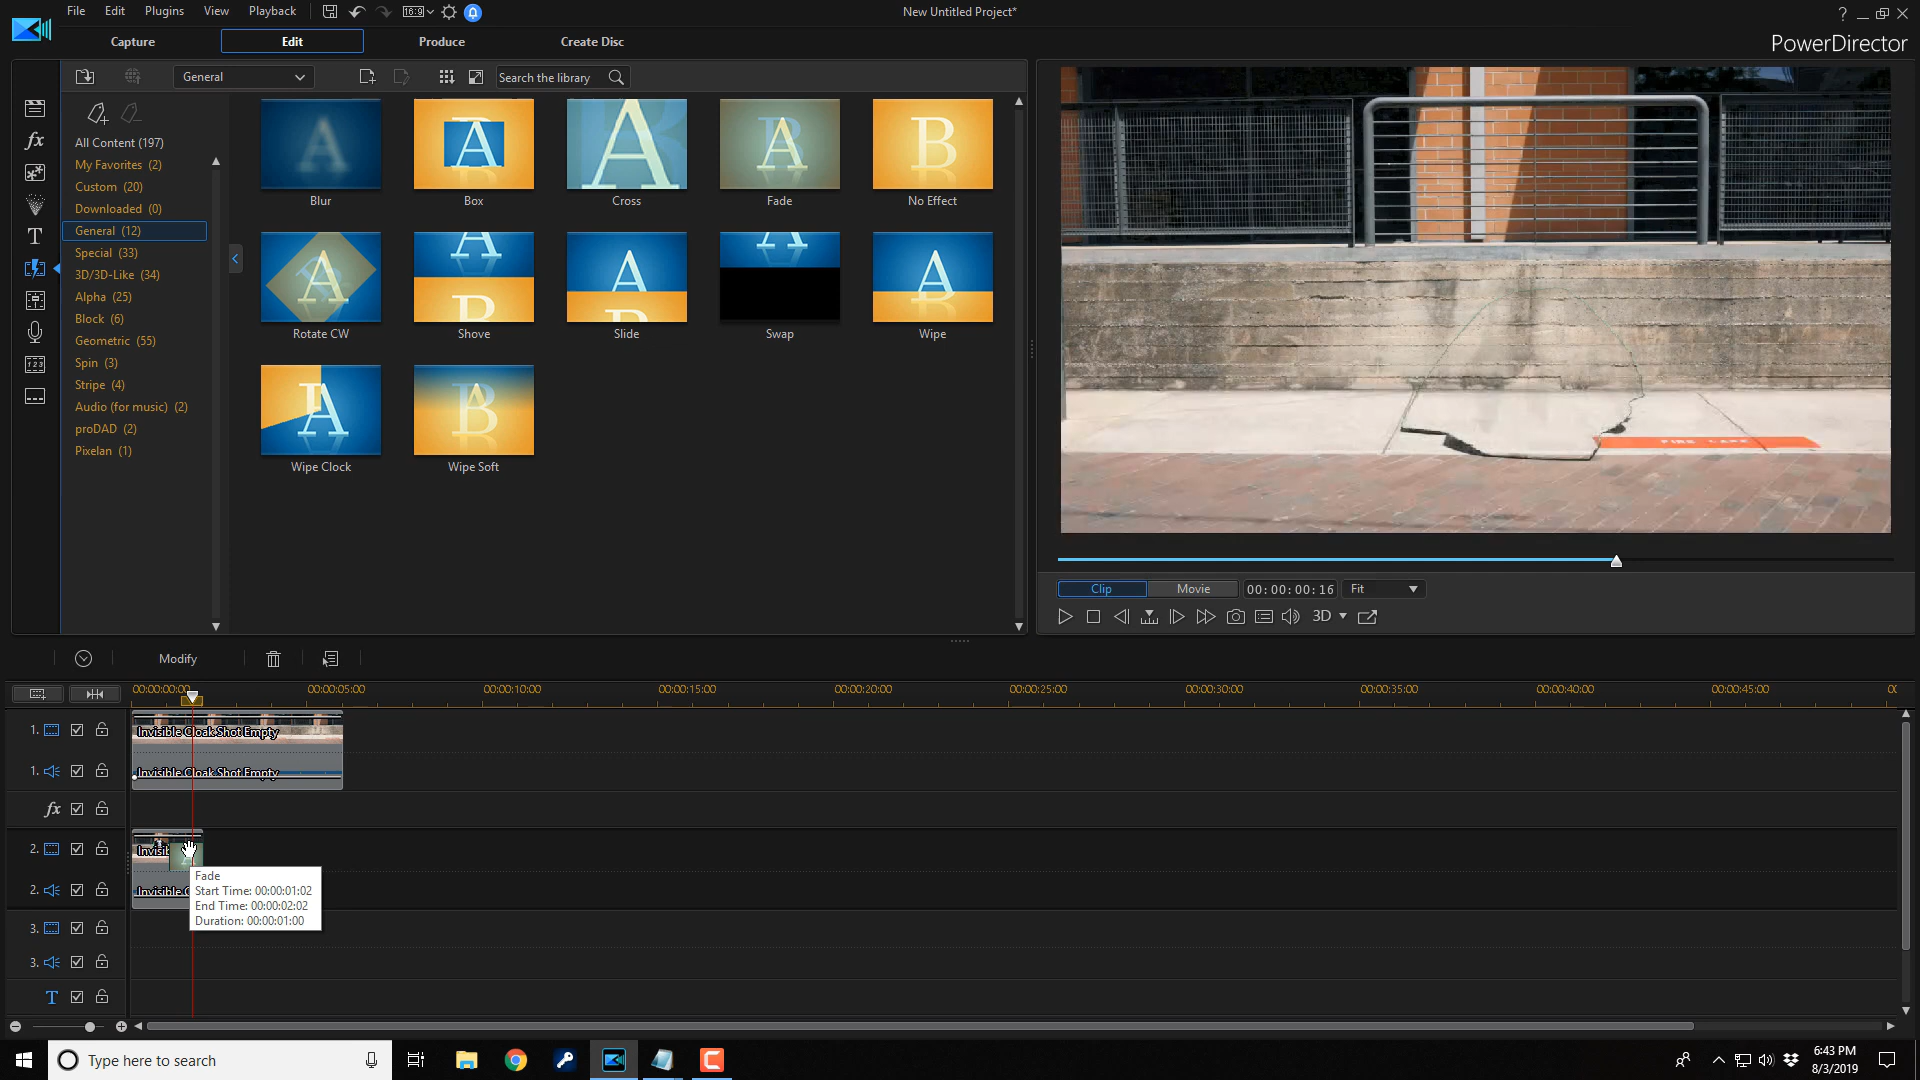 File Edit Plugins View Playback 16:9 New Untitled Project* ?
Capture Edit Produce Create Disc PowerDirector
General Search the library
All Content (197)
My Favorites (2)
Custom (20)
Downloaded (0)
General (12)
Special (33)
3D/3D-Like (34)
Alpha (25)
Block (6)
Geometric (55)
Spin (3)
Stripe (4)
Audio (for music) (2)
proDAD (2)
Pixelan (1)
Blur Box Cross Fade No Effect
Rotate CW Shove Slide Swap Wipe
Wipe Clock Wipe Soft
Clip Movie 00:00:00:16 Fit
3D
Modify
00:00:00:00 00:00:05:00 00:00:10:00 00:00:15:00 00:00:20:00 00:00:25:00 00:00:30:00 00:00:35:00 00:00:40:00 00:00:45:00
1. Invisible Cloak Shot Empty
1. Invisible Cloak Shot Empty
fx
2. Invisib
2. Invisible C
Fade
Start Time: 00:00:01:02
End Time: 00:00:02:02
Duration: 00:00:01:00
3.
3.
T
Type here to search
6:43 PM
8/3/2019